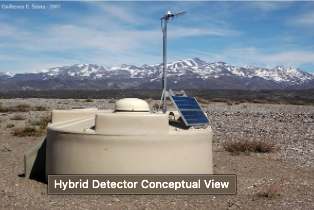 Guillermo E. Sierra - 2007
Hybrid Detector Conceptual View